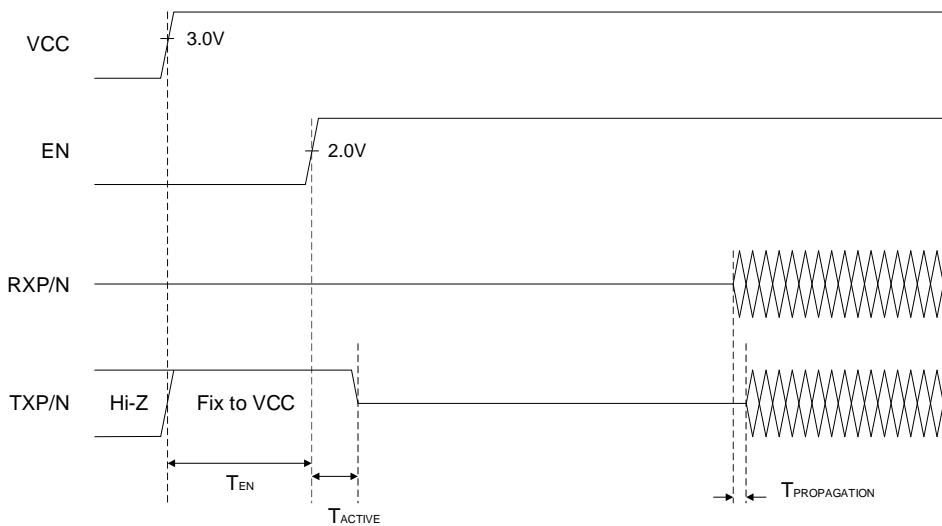 VCC
3.0V
EN
2.0V
RXP/N
TXP/N
Hi-Z
Fix to VCC
TEN
TACTIVE
TPROPAGATION